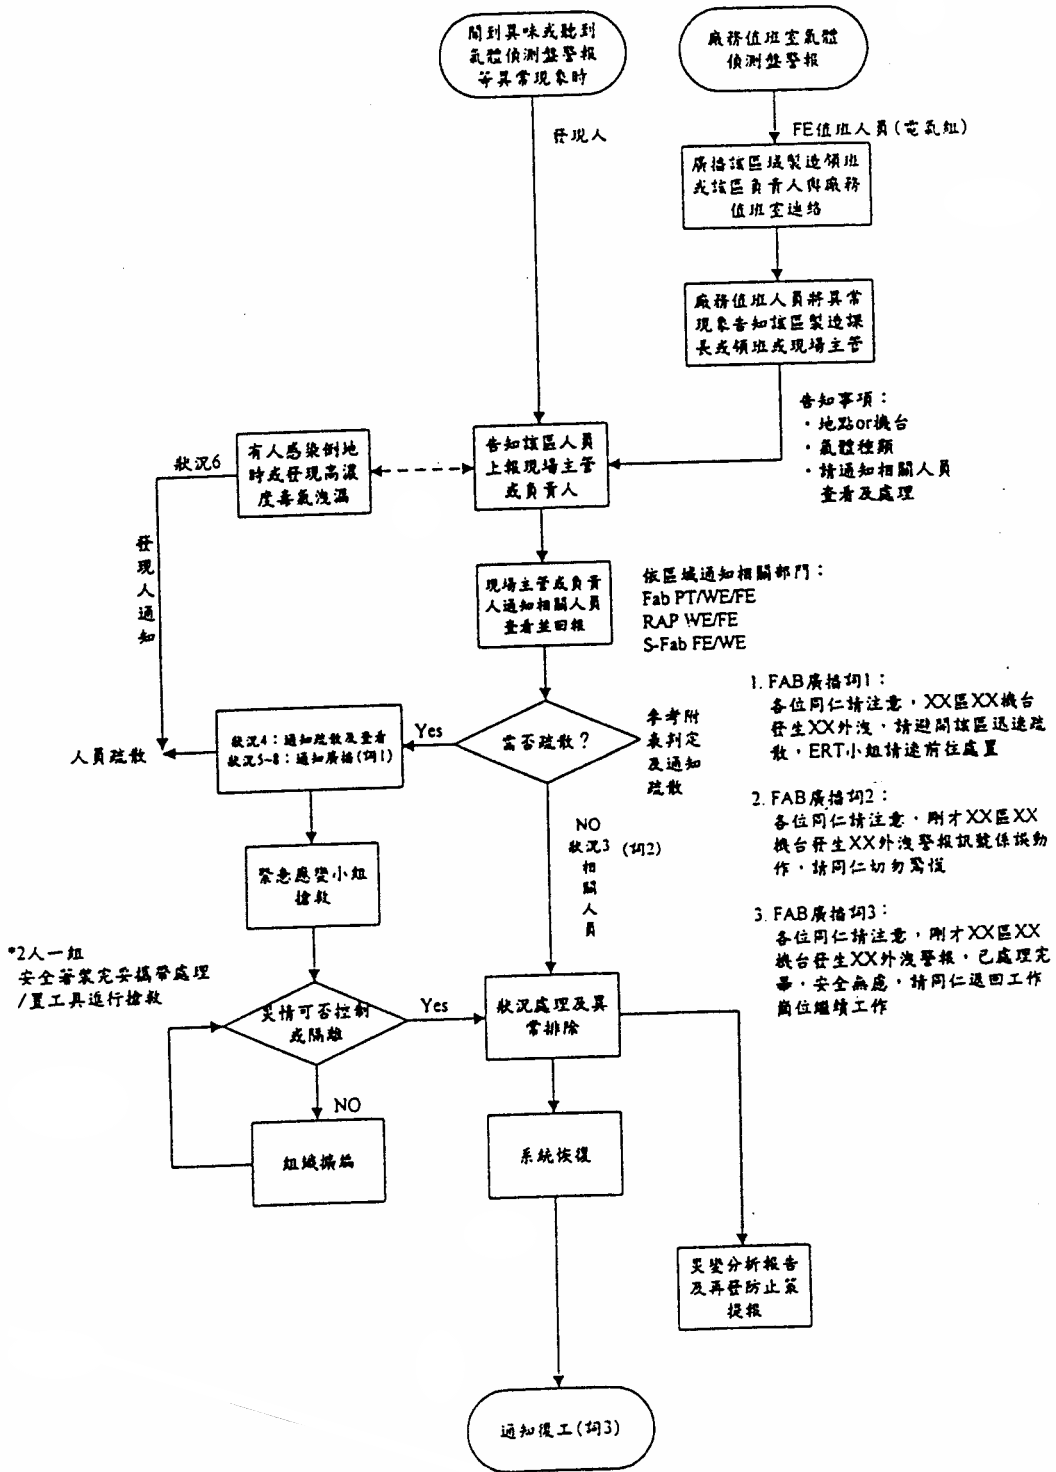 聞到異味或聽到
氣體偵測盤警報
等異常現象時
廠務值班室氣體
偵測盤警報
發現人
FE值班人員(電氣組)
廣播該區域製造領班
或該區負責人與廠務
值班室連絡
廠務值班人員將異常
現象告知該區製造課
長或領班或現場主管
告知事項：
・地點or機台
・氣體種類
・請通知相關人員
查看及處理
狀況6
有人感染倒地
時或發現高濃
度毒氣洩漏
告知該區人員
上報現場主管
或負責人
發現人通知
現場主管或負責
人通知相關人員
查看並回報
依區域通知相關部門：
Fab PT/WE/FE
RAP WE/FE
S-Fab FE/WE
人員疏散
狀況4：通知疏散及查看
狀況5~8：通知廣播(詞1)
Yes
需否疏散？
參考附
表判定
及通知
疏散
1. FAB廣播詞1：
各位同仁請注意，XX區XX機台
發生XX外洩，請避開該區迅速疏
散，ERT小組請速前往處置
2. FAB廣播詞2：
各位同仁請注意，剛才XX區XX
機台發生XX外洩警報訊號係誤動
作，請同仁切勿驚慌
3. FAB廣播詞3：
各位同仁請注意，剛才XX區XX
機台發生XX外洩警報，已處理完
畢，安全無慮，請同仁返回工作
崗位繼續工作
NO
狀況3 (詞2)
相關人員
緊急應變小組
搶救
*2人一組
安全著裝完妥攜帶處理
/置工具進行搶救
災情可否控制
或隔離
Yes
狀況處理及異
常排除
NO
組織擴編
系統恢復
災變分析報告
及再發防止策
提報
通知復工(詞3)